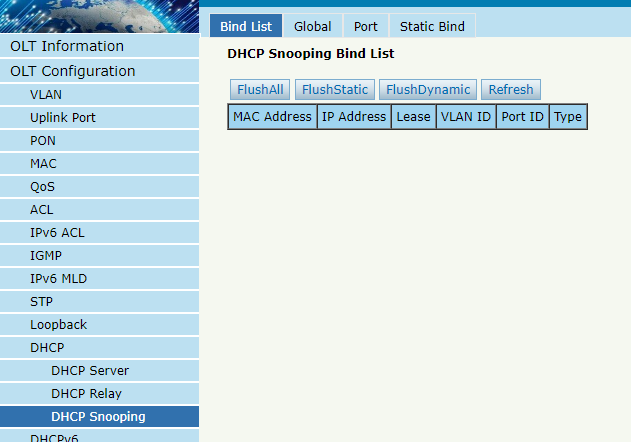 Bind List Global Port Static Bind
OLT Information
OLT Configuration
VLAN
Uplink Port
PON
MAC
QoS
ACL
IPv6 ACL
IGMP
IPv6 MLD
STP
Loopback
DHCP
DHCP Server
DHCP Relay
DHCP Snooping
DHCPv6
DHCP Snooping Bind List
FlushAll FlushStatic FlushDynamic Refresh
MAC Address IP Address Lease VLAN ID Port ID Type